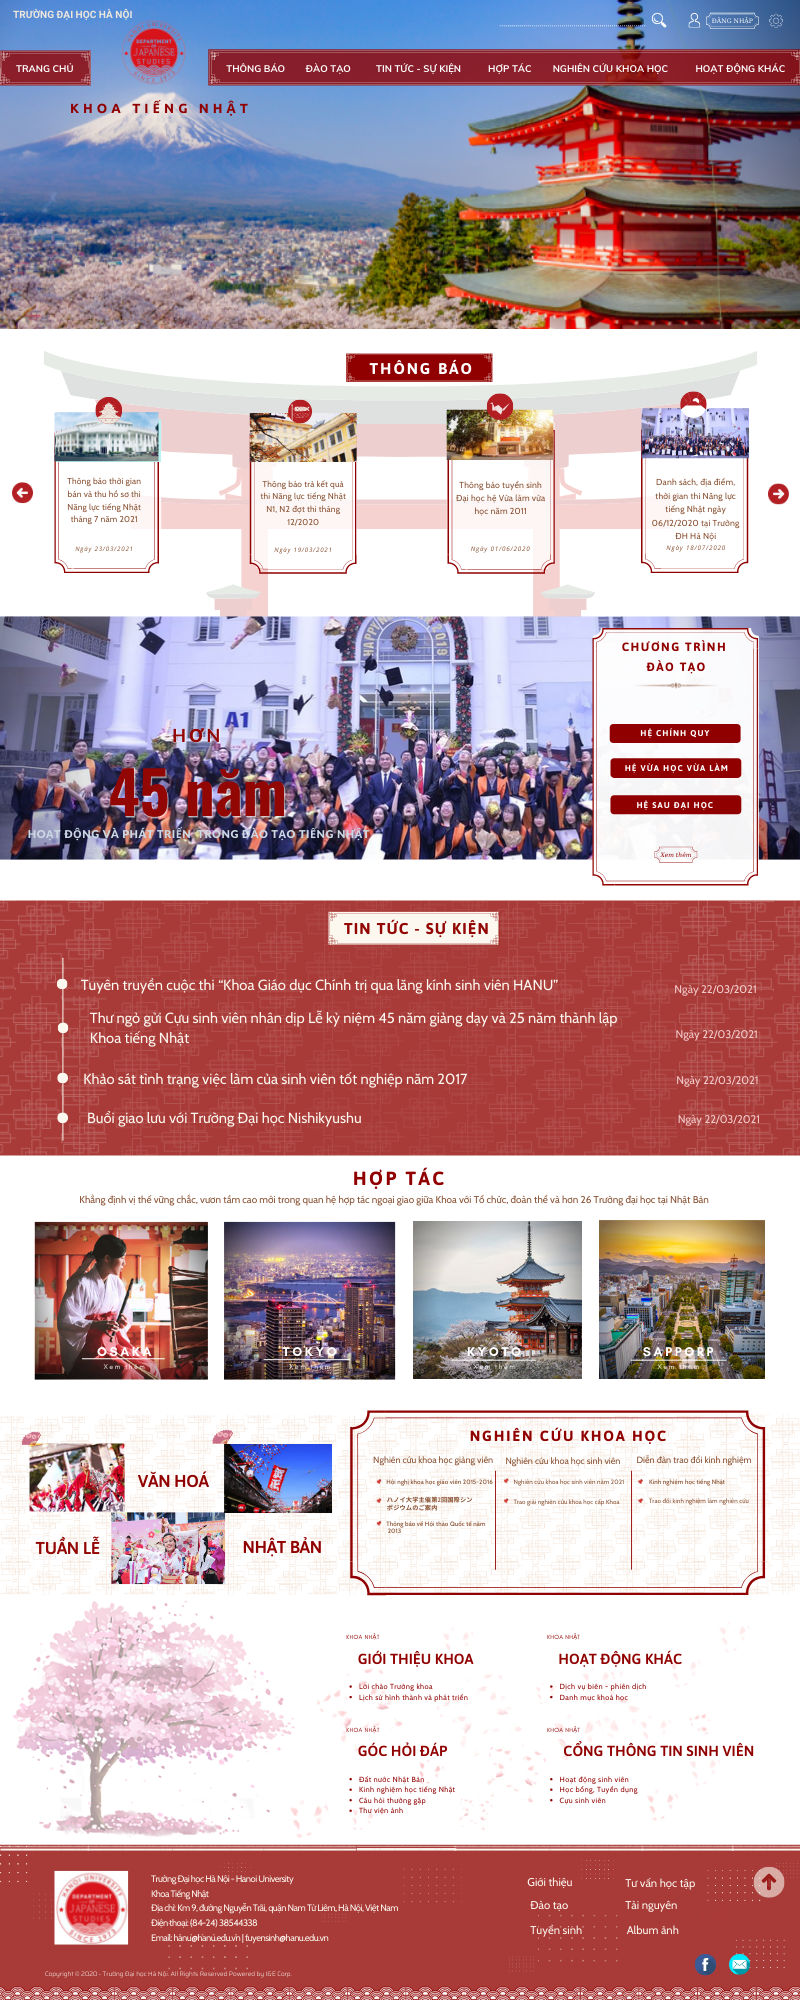 TRƯỜNG ĐẠI HỌC HÀ NỘI
ĐĂNG NHẬP
DEPARTMENT
OF
JAPANESE
STUDIES
SINCE 1973
TRANG CHỦ
THÔNG BÁO
ĐÀO TẠO
TIN TỨC - SỰ KIỆN
HỢP TÁC
NGHIÊN CỨU KHOA HỌC
HOẠT ĐỘNG KHÁC
KHOA TIẾNG NHẬT
THÔNG BÁO
Thông báo thời gian
bán và thu hồ sơ thi
Năng lực tiếng Nhật
tháng 7 năm 2021
Ngày 23/03/2021
Thông báo trả kết quả
thi Năng lực tiếng Nhật
N1, N2 đợt thi tháng
12/2020
Ngày 19/03/2021
Thông báo tuyển sinh
Đại học hệ Vừa làm vừa
học năm 2011
Ngày 01/06/2020
Danh sách, địa điểm,
thời gian thi Năng lực
tiếng Nhật ngày
06/12/2020 tại Trường
ĐH Hà Nội
Ngày 18/07/2020
A1
HƠN
45 năm
HOẠT ĐỘNG VÀ PHÁT TRIỂN TRONG ĐÀO TẠO TIẾNG NHẬT
CHƯƠNG TRÌNH
ĐÀO TẠO
HỆ CHÍNH QUY
HỆ VỪA HỌC VỪA LÀM
HỆ SAU ĐẠI HỌC
Xem thêm
TIN TỨC - SỰ KIỆN
Tuyên truyền cuộc thi “Khoa Giáo dục Chính trị qua lăng kính sinh viên HANU”
Ngày 22/03/2021
Thư ngỏ gửi Cựu sinh viên nhân dịp Lễ kỷ niệm 45 năm giảng dạy và 25 năm thành lập
Khoa tiếng Nhật
Ngày 22/03/2021
Khảo sát tình trạng việc làm của sinh viên tốt nghiệp năm 2017
Ngày 22/03/2021
Buổi giao lưu với Trường Đại học Nishikyushu
Ngày 22/03/2021
HỢP TÁC
Khẳng định vị thế vững chắc, vươn tầm cao mới trong quan hệ hợp tác ngoại giao giữa Khoa với Tổ chức, đoàn thể và hơn 26 Trường đại học tại Nhật Bản
OSAKA
Xem thêm
TOKYO
Xem thêm
KYOTO
Xem thêm
SAPPORP
Xem thêm
VĂN HOÁ
TUẦN LỄ
NHẬT BẢN
NGHIÊN CỨU KHOA HỌC
Nghiên cứu khoa học giảng viên
Hội nghị khoa học giáo viên 2015-2016
ハノイ大学主催第2回国際シン
ポジウムのご案内
Thông báo về Hội thảo Quốc tế năm
2013
Nghiên cứu khoa học sinh viên
Nghiên cứu khoa học sinh viên năm 2021
Trao giải nghiên cứu khoa học cấp Khoa
Diễn đàn trao đổi kinh nghiệm
Kinh nghiệm học tiếng Nhật
Trao đổi kinh nghiệm làm nghiên cứu
KHOA NHẬT
GIỚI THIỆU KHOA
Lời chào Trưởng khoa
Lịch sử hình thành và phát triển
KHOA NHẬT
HOẠT ĐỘNG KHÁC
Dịch vụ biên - phiên dịch
Danh mục khoá học
KHOA NHẬT
GÓC HỎI ĐÁP
Đất nước Nhật Bản
Kinh nghiệm học tiếng Nhật
Câu hỏi thường gặp
Thư viện ảnh
KHOA NHẬT
CỔNG THÔNG TIN SINH VIÊN
Hoạt động sinh viên
Học bổng, Tuyển dụng
Cựu sinh viên
HANOI UNIVERSITY
DEPARTMENT
OF
JAPANESE
STUDIES
SINCE 1973
Trường Đại học Hà Nội - Hanoi University
Khoa Tiếng Nhật
Địa chỉ: Km 9, đường Nguyễn Trãi, quận Nam Từ Liêm, Hà Nội, Việt Nam
Điện thoại: (84-24) 38544338
Email: hanu@hanu.edu.vn | tuyensinh@hanu.edu.vn
Giới thiệu
Đào tạo
Tuyển sinh
Tư vấn học tập
Tài nguyên
Album ảnh
Copyright © 2020 - Trường Đại học Hà Nội. All Rights Reserved Powered by IGE Corp.